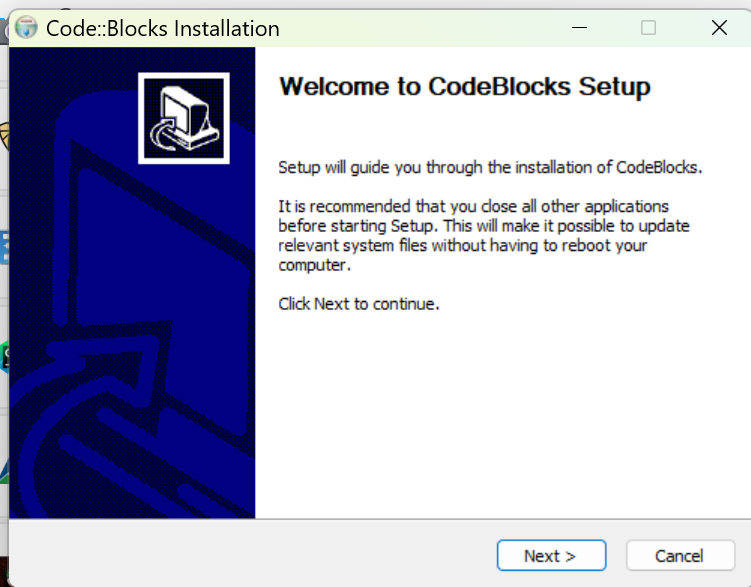 Code::Blocks Installation
Welcome to CodeBlocks Setup
Setup will guide you through the installation of CodeBlocks.
It is recommended that you close all other applications
before starting Setup. This will make it possible to update
relevant system files without having to reboot your
computer.
Click Next to continue.
Next >
Cancel